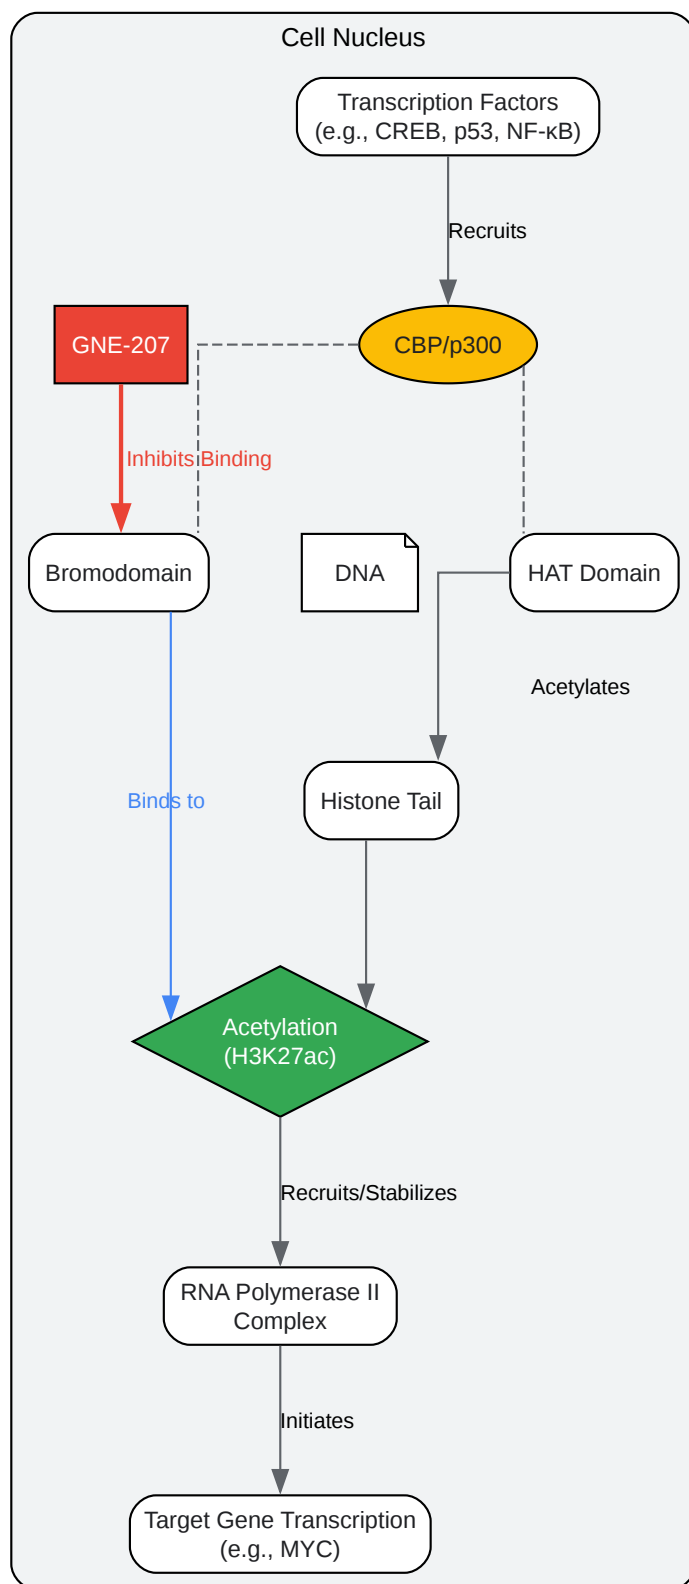 Cell Nucleus
Transcription Factors
(e.g., CREB, p53, NF-κB)
Recruits
GNE-207
CBP/p300
Inhibits Binding
Bromodomain
DNA
HAT Domain
Acetylates
Binds to
Histone Tail
Acetylation
(H3K27ac)
Recruits/Stabilizes
RNA Polymerase II
Complex
Initiates
Target Gene Transcription
(e.g., MYC)